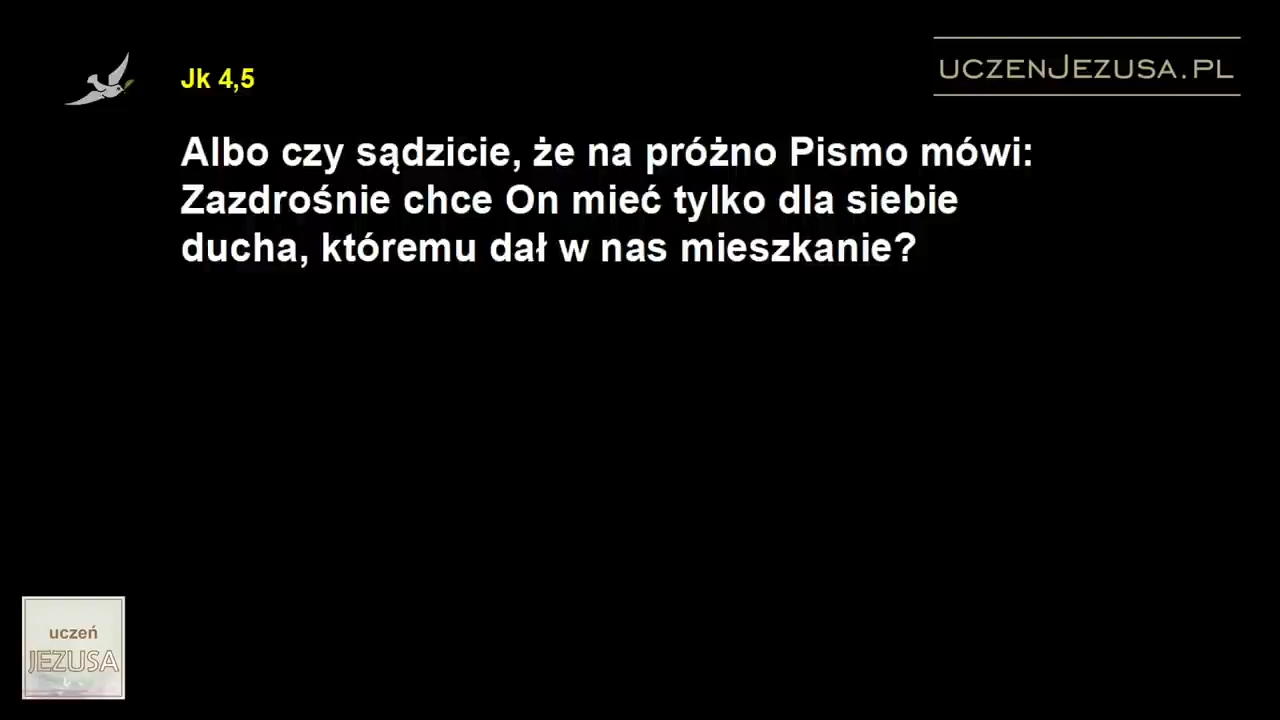 Jk 4,5
UCZENJEZUSA.PL
Albo czy sądzicie, że na próżno Pismo mówi:
Zazdrośnie chce On mieć tylko dla siebie
ducha, któremu dał w nas mieszkanie?
uczeń
JEZUSA